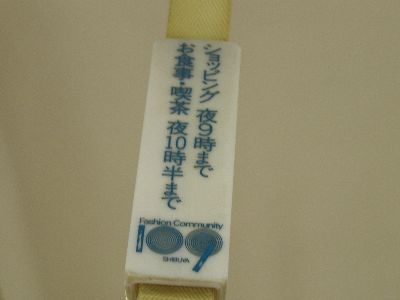 ショッピング 夜9時まで
お食事・喫茶 夜10時半まで
Fashion Community
109
SHIBUYA